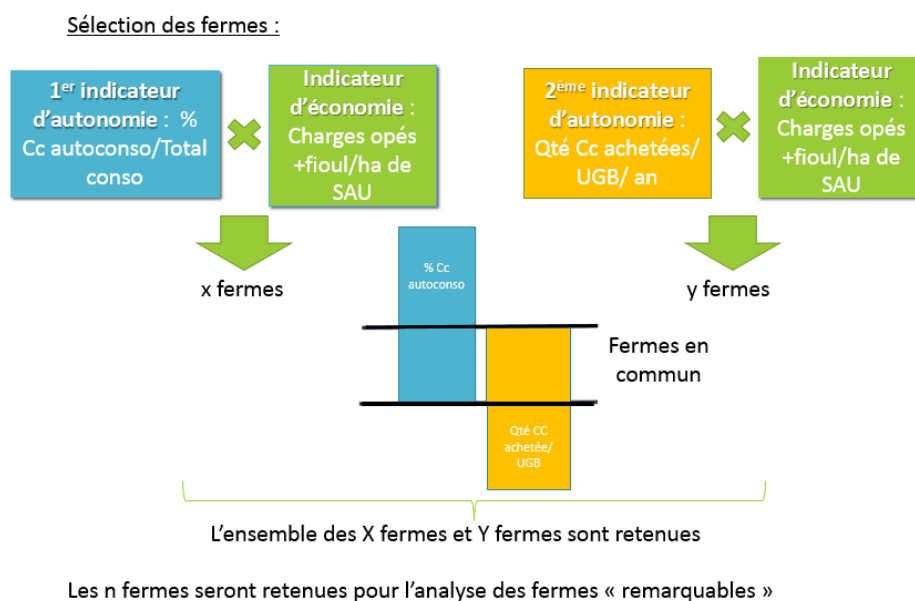 Sélection des fermes :
1er indicateur
d'autonomie : %
Cc autoconso/Total
conso
Indicateur
d'économie :
Charges opés
+fioul/ha de
SAU
2ème indicateur
d'autonomie :
Qté Cc achetées/
UGB/ an
Indicateur
d'économie :
Charges opés
+fioul/ha de
SAU
x fermes
y fermes
% Cc
autoconso
Fermes en
commun
Qté CC
achetée/
UGB
L'ensemble des X fermes et Y fermes sont retenues
Les n fermes seront retenues pour l'analyse des fermes « remarquables »